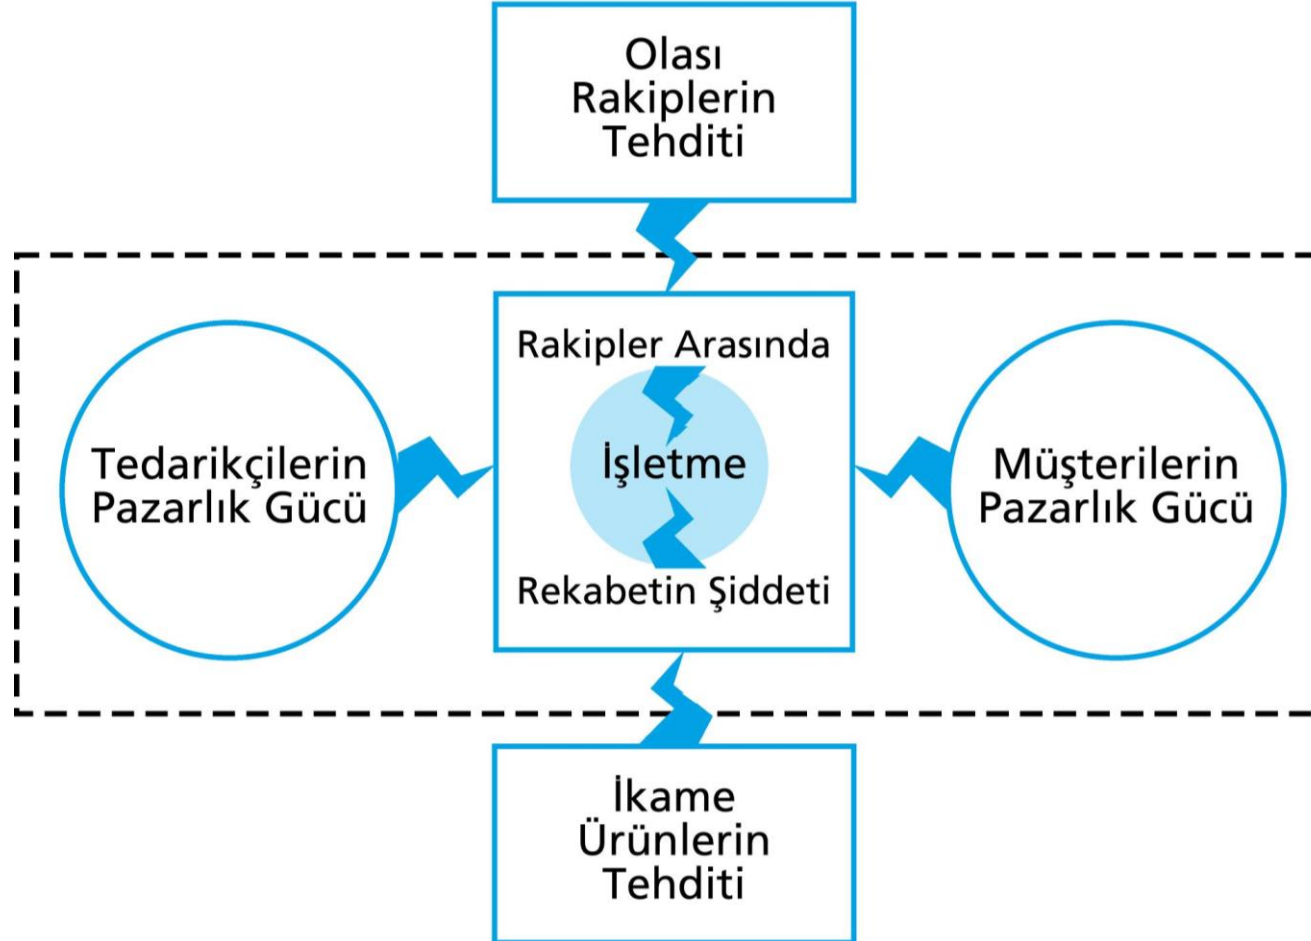 Olası
Rakiplerin
Tehditi
Rakipler Arasında
Tedarikçilerin
Pazarlık Gücü
İşletme
Müşterilerin
Pazarlık Gücü
Rekabetin Şiddeti
İkame
Ürünlerin
Tehditi